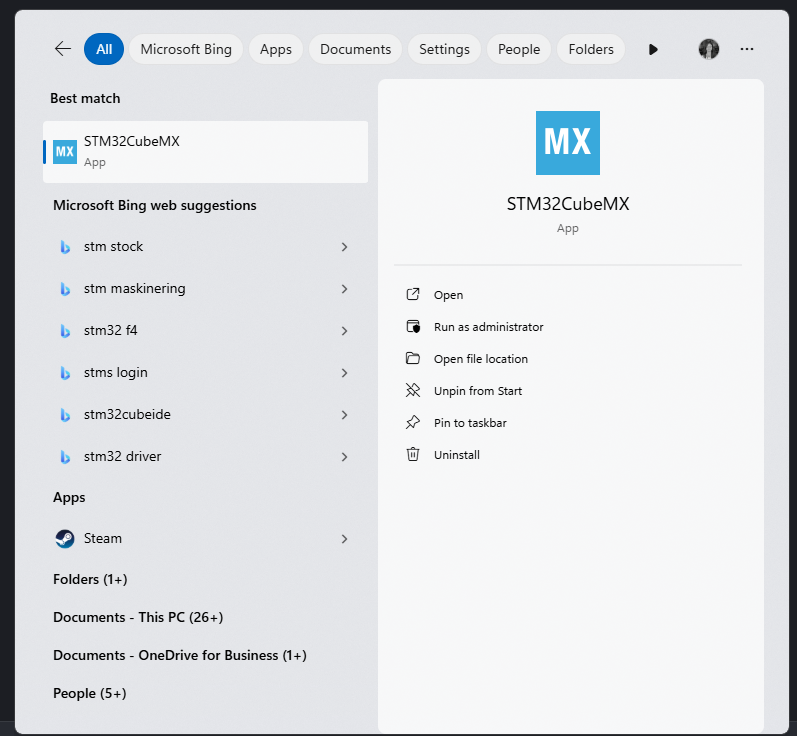 All
Microsoft Bing
Apps
Documents
Settings
People
Folders
Best match
MX
STM32CubeMX
App
Microsoft Bing web suggestions
stm stock
stm maskinering
stm32 f4
stms login
stm32cubeide
stm32 driver
Apps
Steam
Folders (1+)
Documents - This PC (26+)
Documents - OneDrive for Business (1+)
People (5+)
MX
STM32CubeMX
App
Open
Run as administrator
Open file location
Unpin from Start
Pin to taskbar
Uninstall